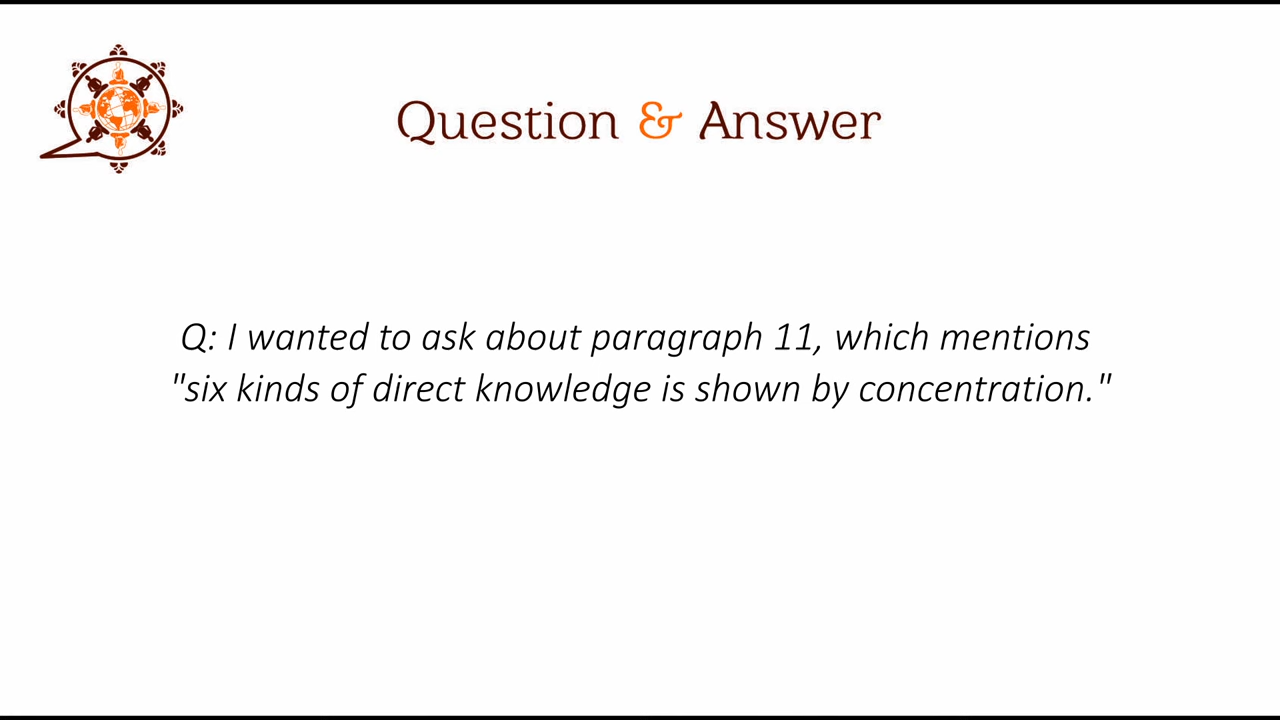 Question & Answer
Q: I wanted to ask about paragraph 11, which mentions
"six kinds of direct knowledge is shown by concentration."